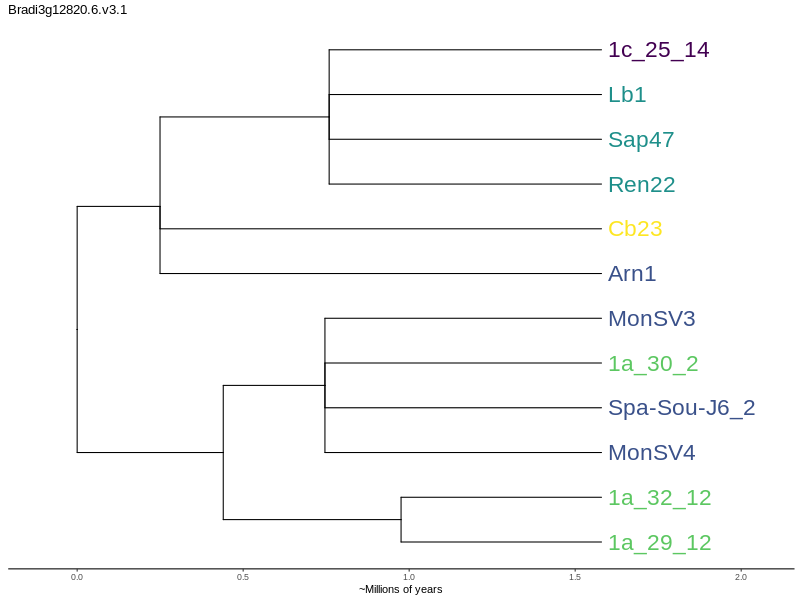 Bradi3g12820.6.v3.1
1c_25_14
Lb1
Sap47
Ren22
Cb23
Arn1
MonSV3
1a_30_2
Spa-Sou-J6_2
MonSV4
1a_32_12
1a_29_12
0.0 0.5 1.0 1.5 2.0
~Millions of years